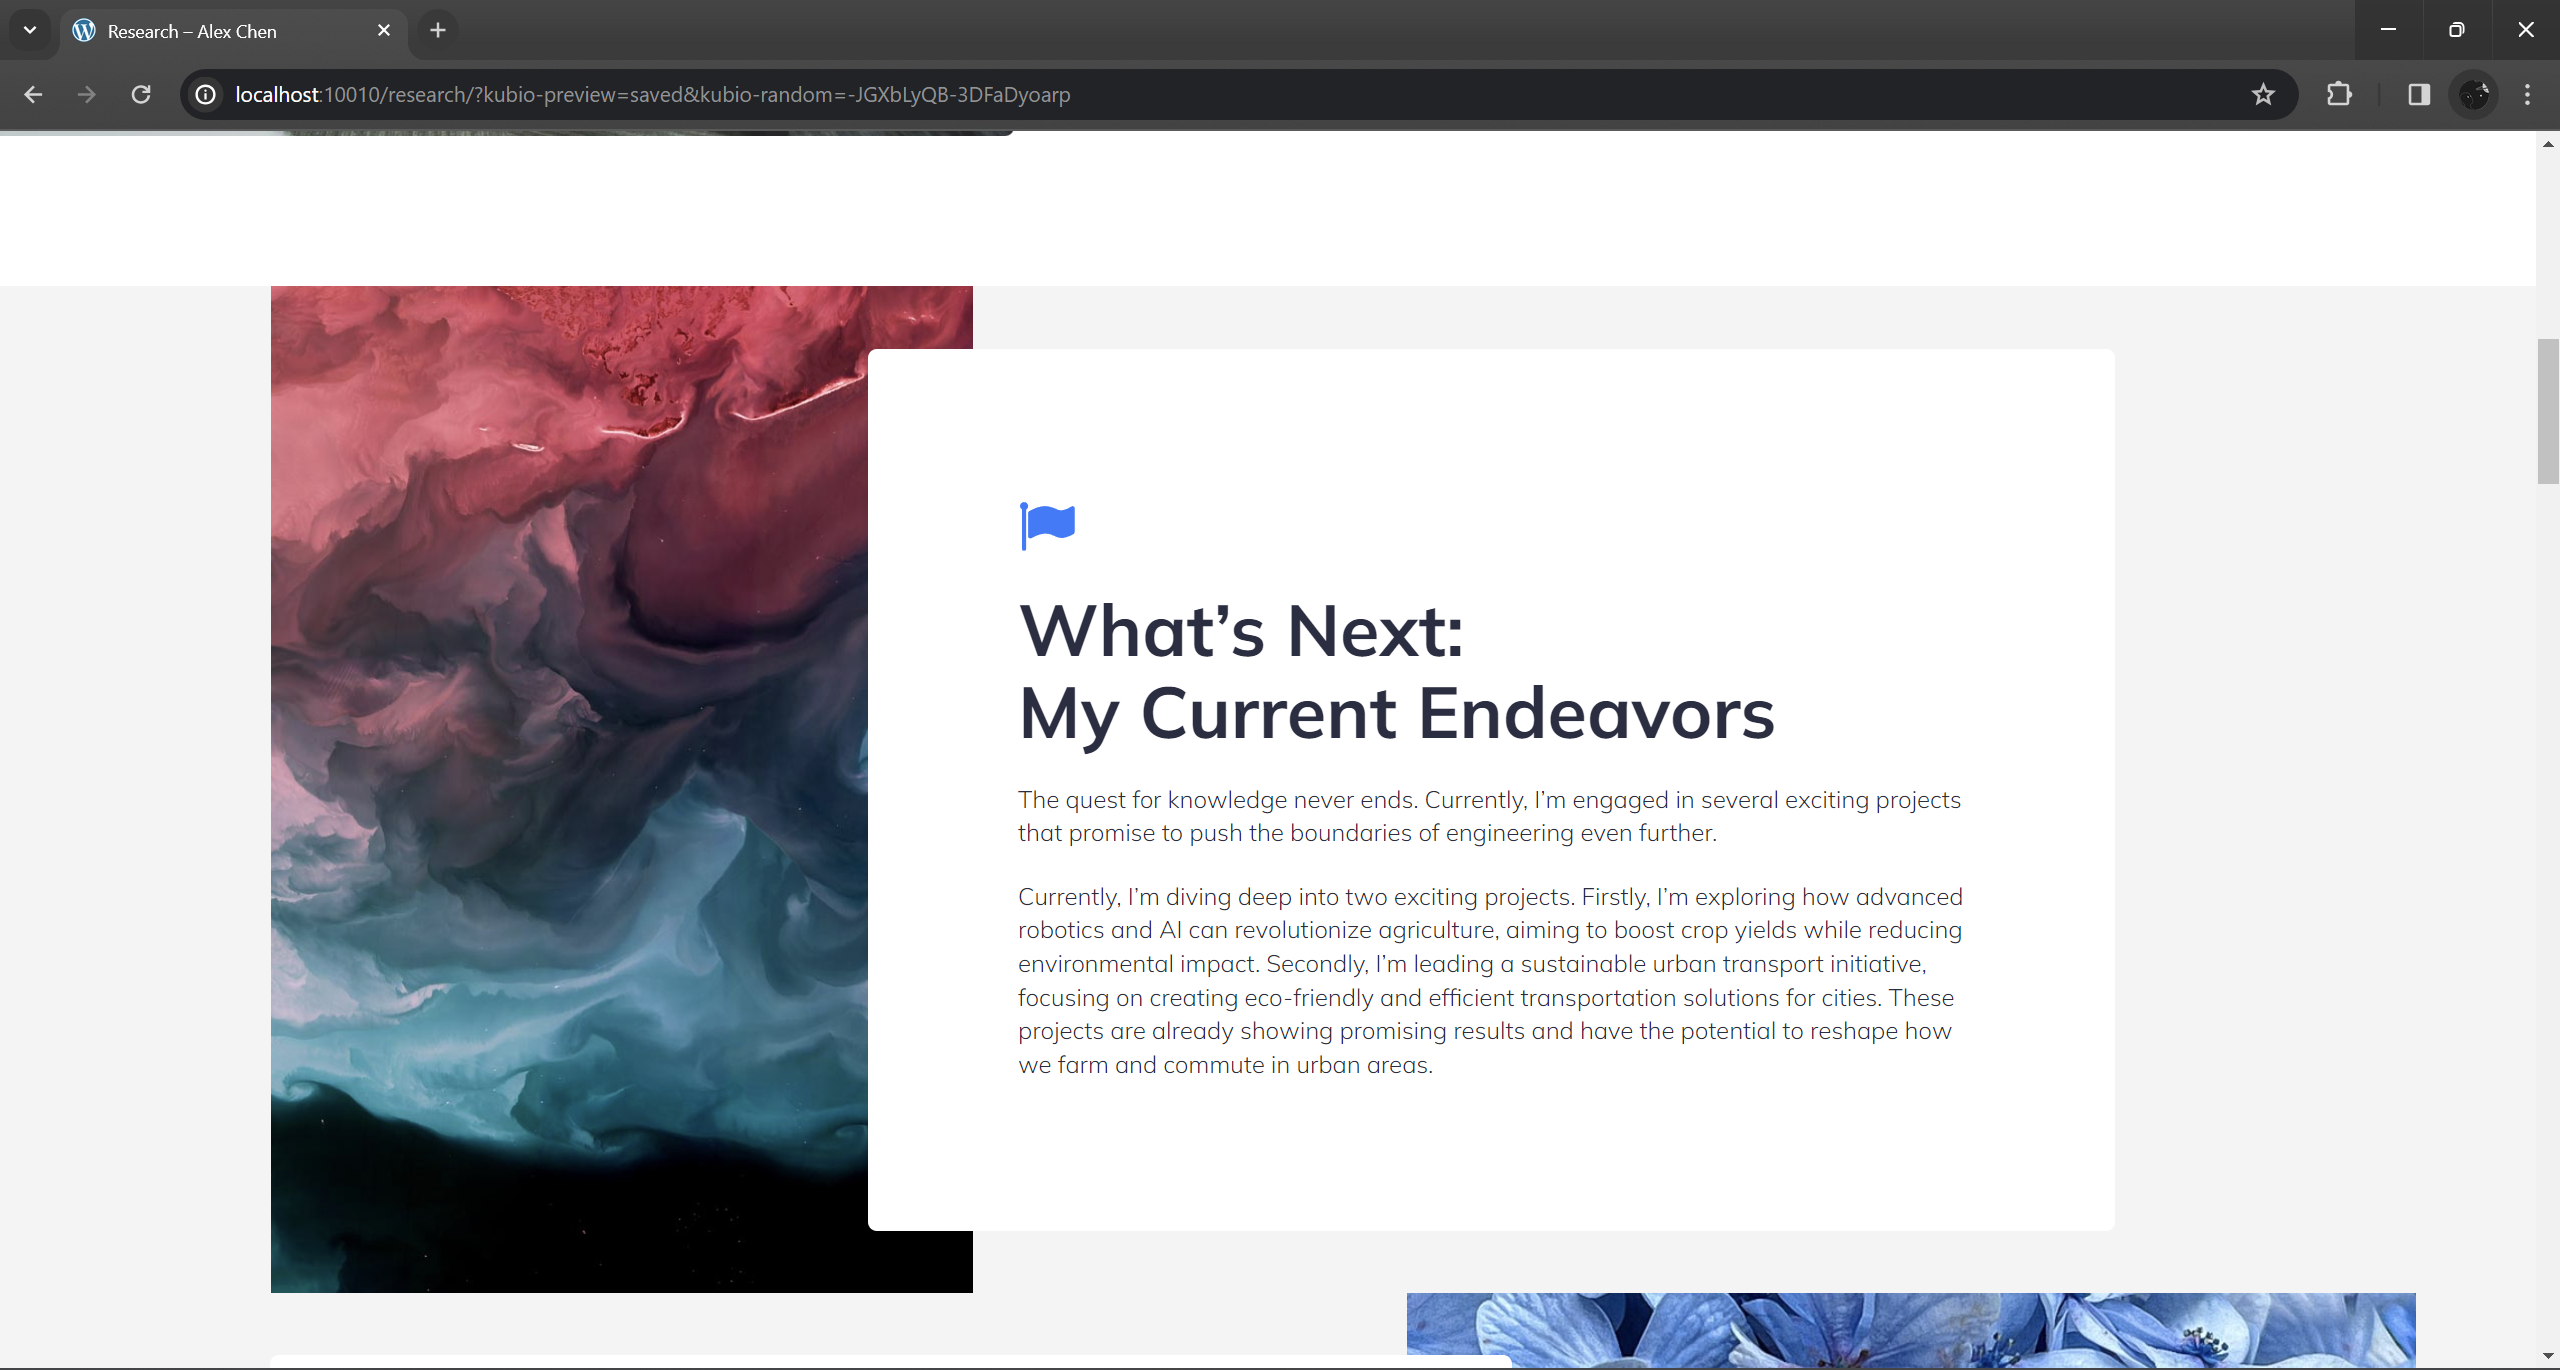 Research – Alex Chen
localhost:10010/research/?kubio-preview=saved&kubio-random=-JGXbLyQB-3DFaDyoarp
What’s Next:
My Current Endeavors
The quest for knowledge never ends. Currently, I’m engaged in several exciting projects
that promise to push the boundaries of engineering even further.
Currently, I’m diving deep into two exciting projects. Firstly, I’m exploring how advanced
robotics and AI can revolutionize agriculture, aiming to boost crop yields while reducing
environmental impact. Secondly, I’m leading a sustainable urban transport initiative,
focusing on creating eco-friendly and efficient transportation solutions for cities. These
projects are already showing promising results and have the potential to reshape how
we farm and commute in urban areas.